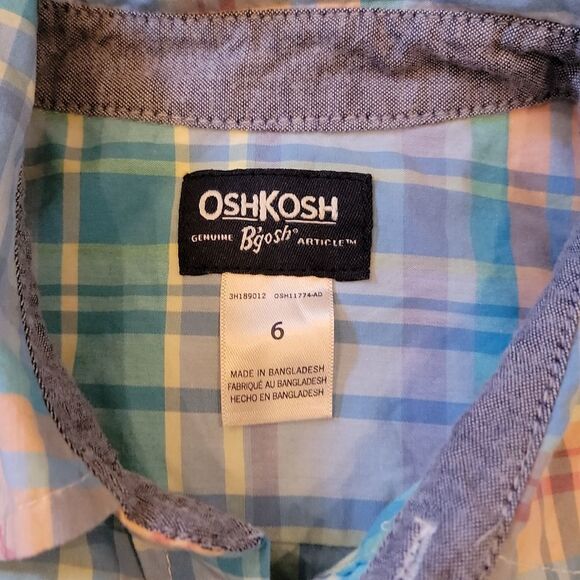 OSHKOSH
GENUINE B'gosh® ARTICLE™
3H189012 OSH11774-AD
6
MADE IN BANGLADESH
FABRIQUÉ AU BANGLADESH
HECHO EN BANGLADESH